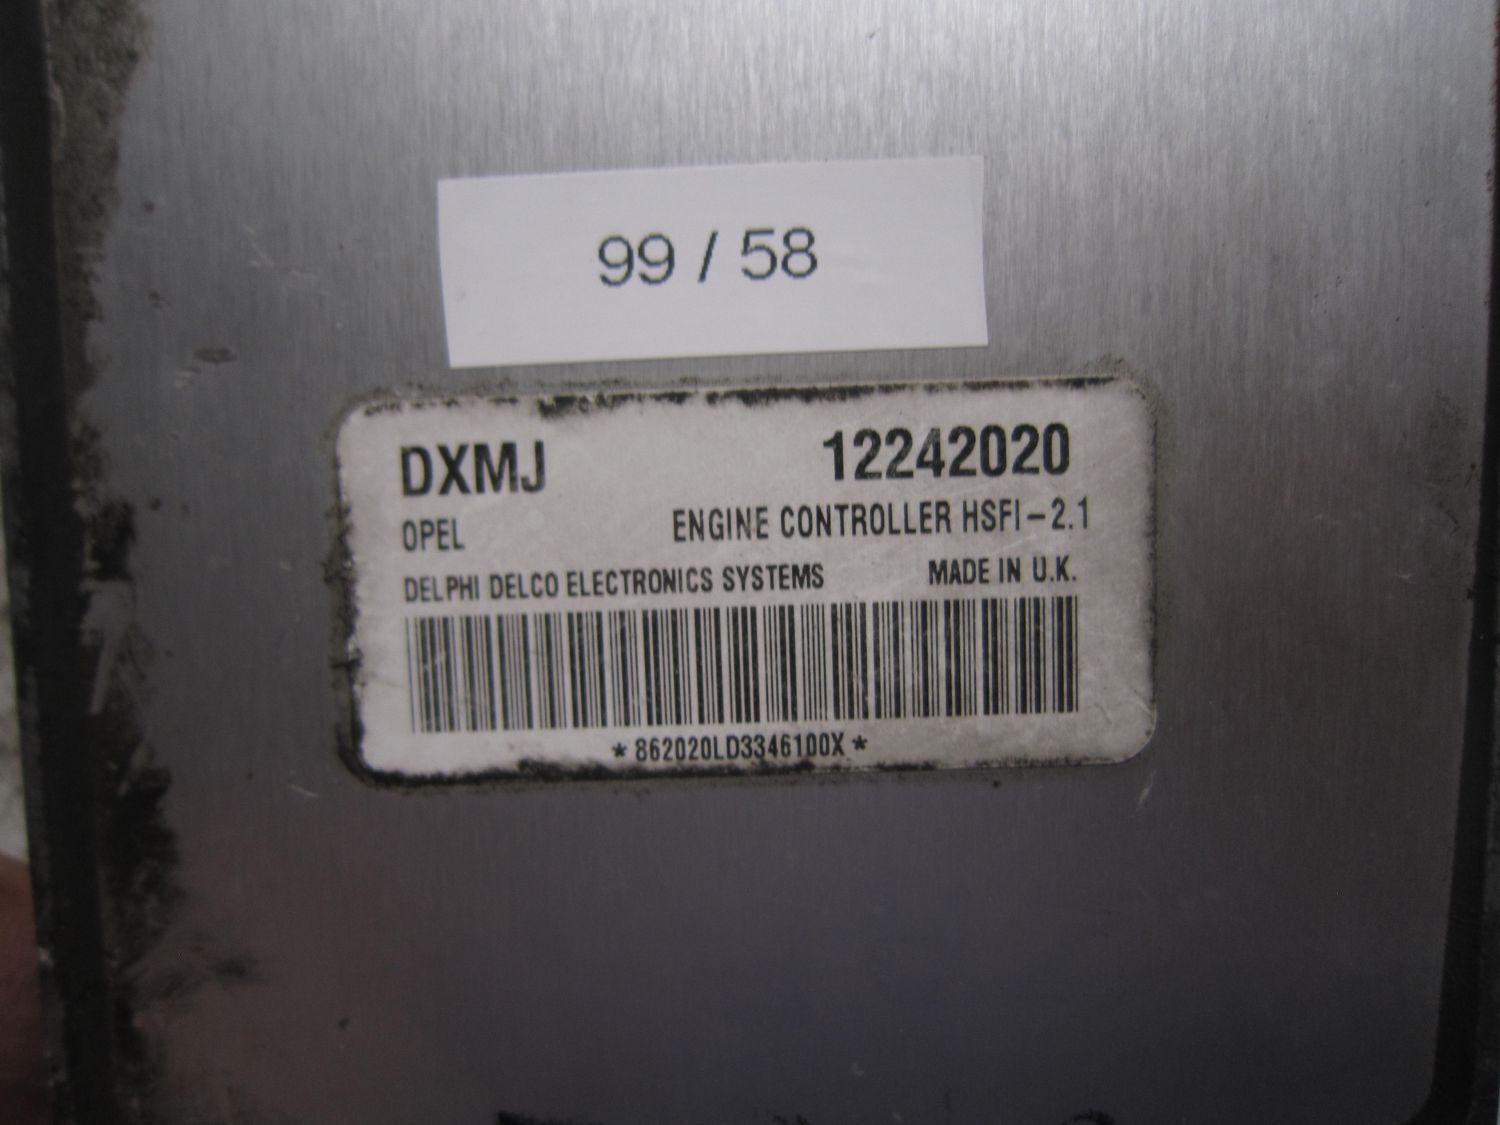 99 / 58
DXMJ 12242020
OPEL ENGINE CONTROLLER HSFI-2.1
DELPHI DELCO ELECTRONICS SYSTEMS MADE IN U.K.
*862020LD3346100X*